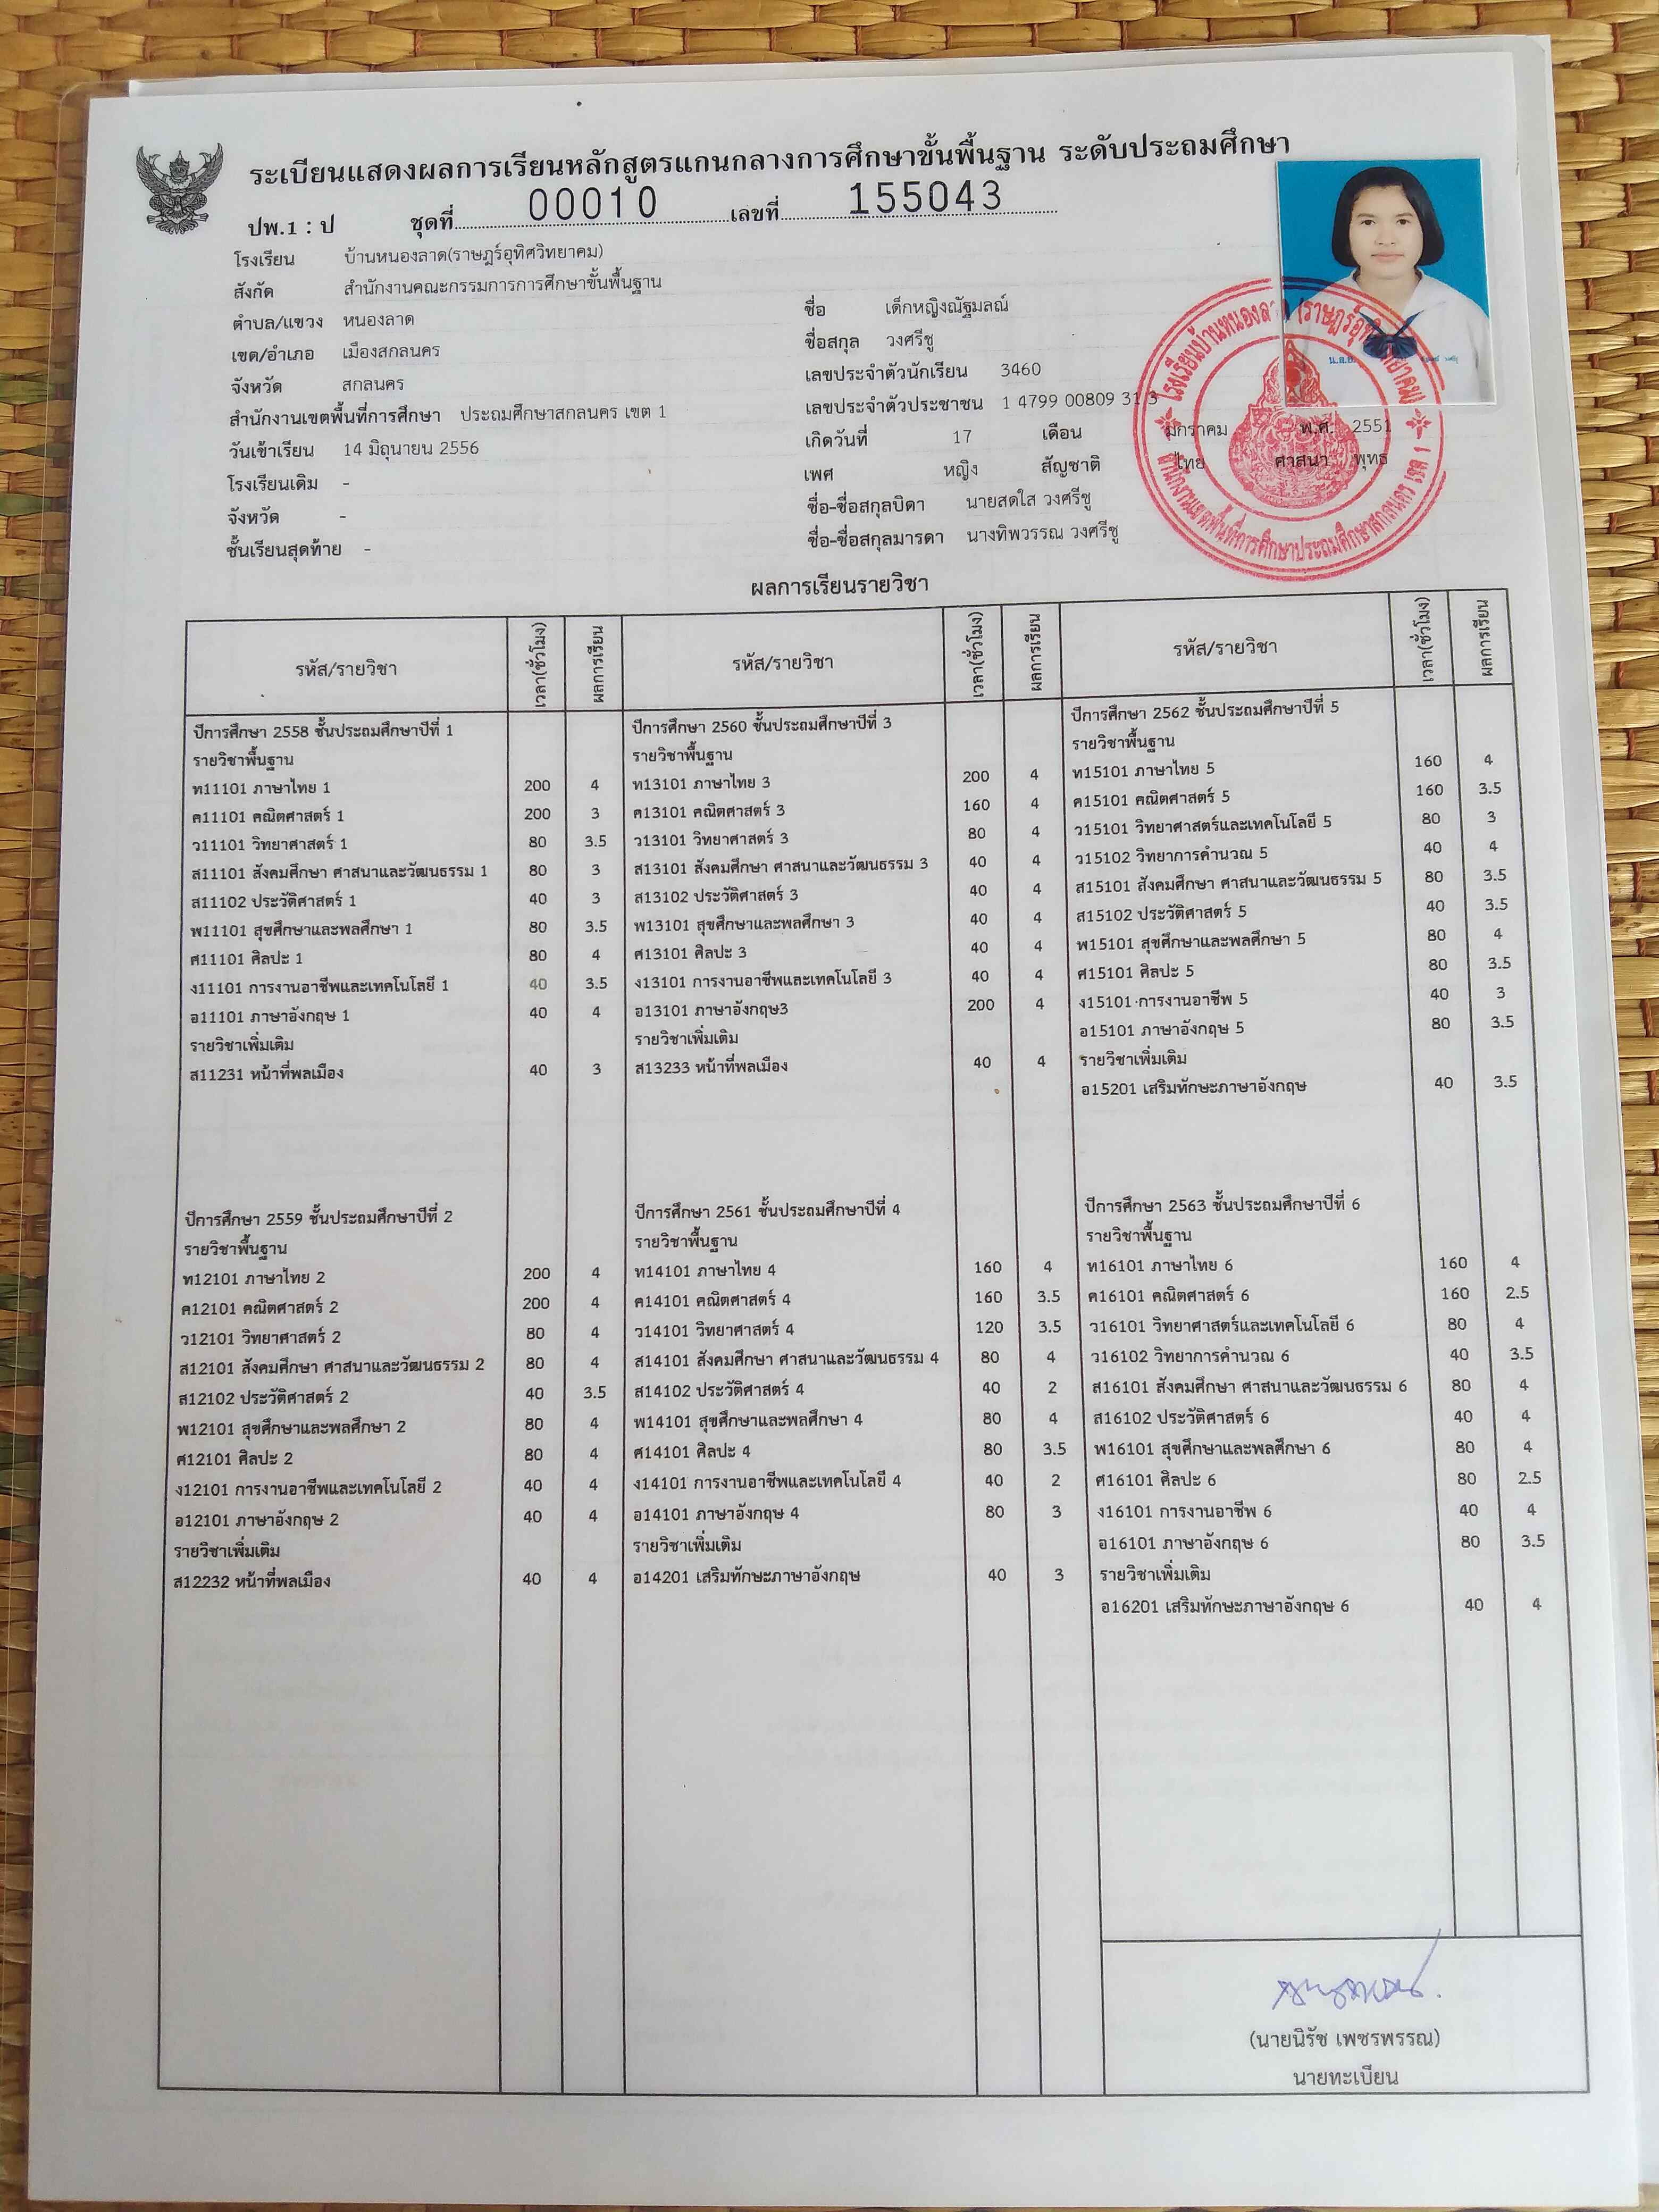 ระเบียนแสดงผลการเรียนหลักสูตรแกนกลางการศึกษาขั้นพื้นฐาน ระดับประถมศึกษา
ปพ.1 : ป ชุดที่ 00010 เลขที่ 155043
โรงเรียน บ้านหนองลาด(ราษฎร์อุทิศวิทยาคม)
สังกัด สำนักงานคณะกรรมการการศึกษาขั้นพื้นฐาน
ตำบล/แขวง หนองลาด
เขต/อำเภอ เมืองสกลนคร
จังหวัด สกลนคร
สำนักงานเขตพื้นที่การศึกษา ประถมศึกษาสกลนคร เขต 1
วันเข้าเรียน 14 มิถุนายน 2556
โรงเรียนเดิม -
จังหวัด -
ชั้นเรียนสุดท้าย -
ชื่อ เด็กหญิงณัฐมลณ์
ชื่อสกุล วงศรีชู
เลขประจำตัวนักเรียน 3460
เลขประจำตัวประชาชน 1 4799 00809 31 3
เกิดวันที่ 17 เดือน มกราคม พ.ศ. 2551
เพศ หญิง สัญชาติ ไทย ศาสนา พุทธ
ชื่อ-ชื่อสกุลบิดา นายสดใส วงศรีชู
ชื่อ-ชื่อสกุลมารดา นางทิพวรรณ วงศรีชู
สำนักงานเขตพื้นที่การศึกษาประถมศึกษาสกลนคร เขต 1
ผลการเรียนรายวิชา
รหัส/รายวิชา เวลา(ชั่วโมง) ผลการเรียน รหัส/รายวิชา เวลา(ชั่วโมง) ผลการเรียน รหัส/รายวิชา เวลา(ชั่วโมง) ผลการเรียน
ปีการศึกษา 2558 ชั้นประถมศึกษาปีที่ 1
รายวิชาพื้นฐาน
ท11101 ภาษาไทย 1 200 4
ค11101 คณิตศาสตร์ 1 200 3
ว11101 วิทยาศาสตร์ 1 80 3.5
ส11101 สังคมศึกษา ศาสนาและวัฒนธรรม 1 80 3
ส11102 ประวัติศาสตร์ 1 40 3
พ11101 สุขศึกษาและพลศึกษา 1 80 3.5
ศ11101 ศิลปะ 1 80 4
ง11101 การงานอาชีพและเทคโนโลยี 1 40 3.5
อ11101 ภาษาอังกฤษ 1 40 4
รายวิชาเพิ่มเติม
ส11231 หน้าที่พลเมือง 40 3
ปีการศึกษา 2559 ชั้นประถมศึกษาปีที่ 2
รายวิชาพื้นฐาน
ท12101 ภาษาไทย 2 200 4
ค12101 คณิตศาสตร์ 2 200 4
ว12101 วิทยาศาสตร์ 2 80 4
ส12101 สังคมศึกษา ศาสนาและวัฒนธรรม 2 80 4
ส12102 ประวัติศาสตร์ 2 40 3.5
พ12101 สุขศึกษาและพลศึกษา 2 80 4
ศ12101 ศิลปะ 2 80 4
ง12101 การงานอาชีพและเทคโนโลยี 2 40 4
อ12101 ภาษาอังกฤษ 2 40 4
รายวิชาเพิ่มเติม
ส12232 หน้าที่พลเมือง 40 4
ปีการศึกษา 2560 ชั้นประถมศึกษาปีที่ 3
รายวิชาพื้นฐาน
ท13101 ภาษาไทย 3 200 4
ค13101 คณิตศาสตร์ 3 160 4
ว13101 วิทยาศาสตร์ 3 80 4
ส13101 สังคมศึกษา ศาสนาและวัฒนธรรม 3 40 4
ส13102 ประวัติศาสตร์ 3 40 4
พ13101 สุขศึกษาและพลศึกษา 3 40 4
ศ13101 ศิลปะ 3 40 4
ง13101 การงานอาชีพและเทคโนโลยี 3 40 4
อ13101 ภาษาอังกฤษ3 200 4
รายวิชาเพิ่มเติม
ส13233 หน้าที่พลเมือง 40 4
ปีการศึกษา 2561 ชั้นประถมศึกษาปีที่ 4
รายวิชาพื้นฐาน
ท14101 ภาษาไทย 4 160 4
ค14101 คณิตศาสตร์ 4 160 3.5
ว14101 วิทยาศาสตร์ 4 120 3.5
ส14101 สังคมศึกษา ศาสนาและวัฒนธรรม 4 80 4
ส14102 ประวัติศาสตร์ 4 40 2
พ14101 สุขศึกษาและพลศึกษา 4 80 4
ศ14101 ศิลปะ 4 80 3.5
ง14101 การงานอาชีพและเทคโนโลยี 4 40 2
อ14101 ภาษาอังกฤษ 4 80 3
รายวิชาเพิ่มเติม
อ14201 เสริมทักษะภาษาอังกฤษ 40 3
ปีการศึกษา 2562 ชั้นประถมศึกษาปีที่ 5
รายวิชาพื้นฐาน
ท15101 ภาษาไทย 5 160 4
ค15101 คณิตศาสตร์ 5 160 3.5
ว15101 วิทยาศาสตร์และเทคโนโลยี 5 80 3
ว15102 วิทยาการคำนวณ 5 40 4
ส15101 สังคมศึกษา ศาสนาและวัฒนธรรม 5 80 3.5
ส15102 ประวัติศาสตร์ 5 40 3.5
พ15101 สุขศึกษาและพลศึกษา 5 80 4
ศ15101 ศิลปะ 5 80 3.5
ง15101 การงานอาชีพ 5 40 3
อ15101 ภาษาอังกฤษ 5 80 3.5
รายวิชาเพิ่มเติม
อ15201 เสริมทักษะภาษาอังกฤษ 40 3.5
ปีการศึกษา 2563 ชั้นประถมศึกษาปีที่ 6
รายวิชาพื้นฐาน
ท16101 ภาษาไทย 6 160 4
ค16101 คณิตศาสตร์ 6 160 2.5
ว16101 วิทยาศาสตร์และเทคโนโลยี 6 80 4
ว16102 วิทยาการคำนวณ 6 40 3.5
ส16101 สังคมศึกษา ศาสนาและวัฒนธรรม 6 80 4
ส16102 ประวัติศาสตร์ 6 40 4
พ16101 สุขศึกษาและพลศึกษา 6 80 4
ศ16101 ศิลปะ 6 80 2.5
ง16101 การงานอาชีพ 6 40 4
อ16101 ภาษาอังกฤษ 6 80 3.5
รายวิชาเพิ่มเติม
อ16201 เสริมทักษะภาษาอังกฤษ 6 40 4
(นายนิรัช เพชรพรรณ)
นายทะเบียน